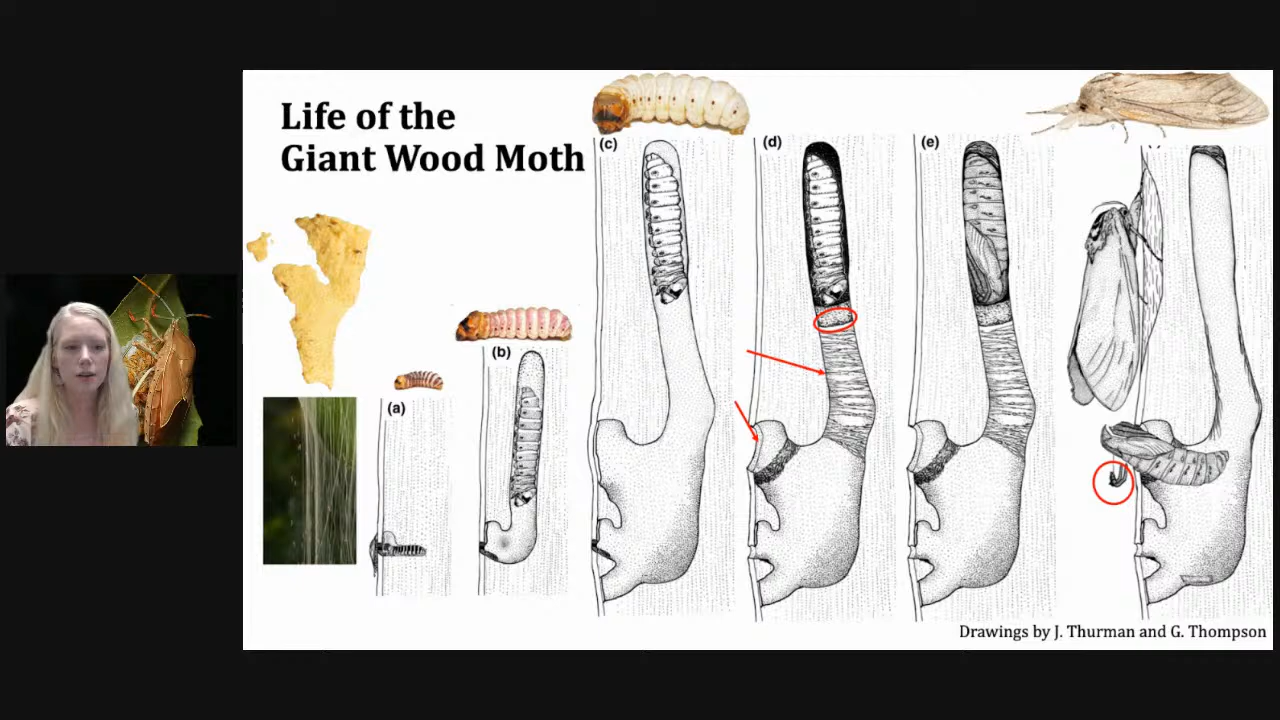 Life of the
Giant Wood Moth
(a)
(b)
(c)
(d)
(e)
Drawings by J. Thurman and G. Thompson